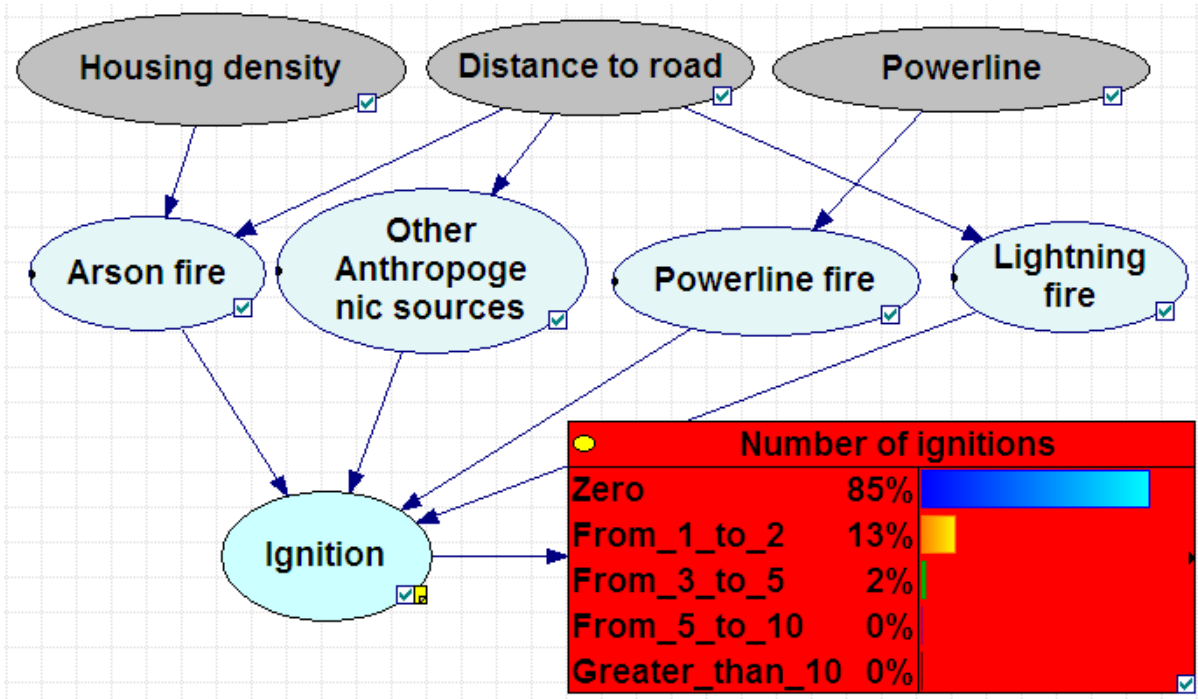 Housing density
Distance to road
Powerline
Arson fire
Other
Anthropoge
nic sources
Powerline fire
Lightning
fire
Ignition
Number of ignitions
Zero 85%
From_1_to_2 13%
From_3_to_5 2%
From_5_to_10 0%
Greater_than_10 0%